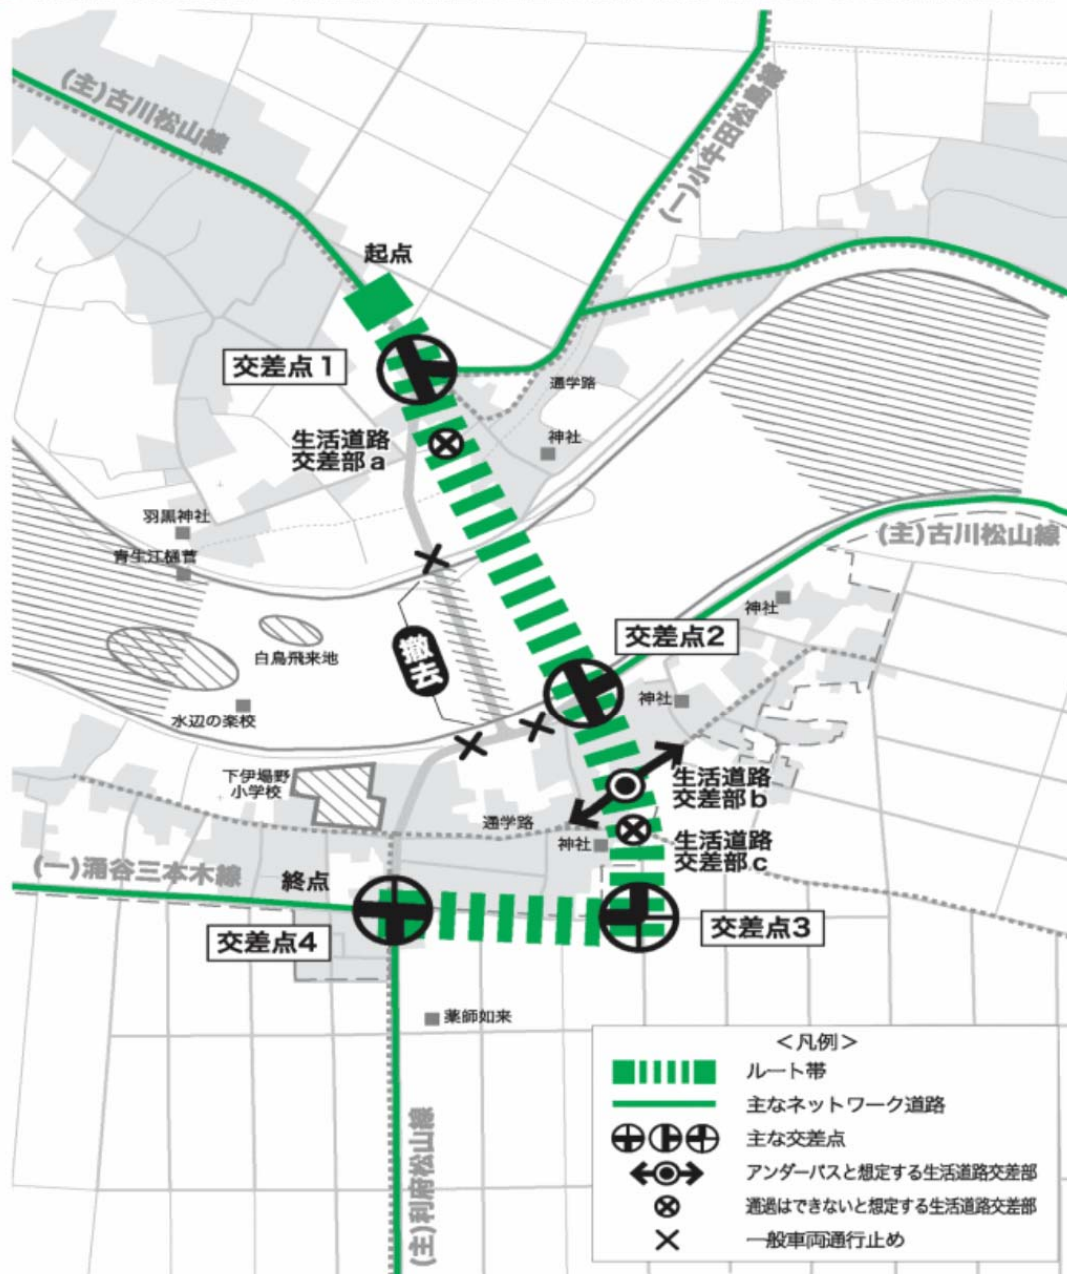 (主)古川松山線
(一)小牛田松島線
起点
交差点1
通学路
生活道路
交差部a
神社
羽黒神社
青生江樋菅
(主)古川松山線
神社
交差点2
撤去
白鳥飛来地
神社
水辺の楽校
下伊場野
小学校
生活道路
交差部b
通学路
神社
生活道路
交差部c
(一)涌谷三本木線
終点
交差点4
交差点3
薬師如来
(主)利府松山線
<凡例>
ルート帯
主なネットワーク道路
主な交差点
アンダーパスと想定する生活道路交差部
通過はできないと想定する生活道路交差部
一般車両通行止め